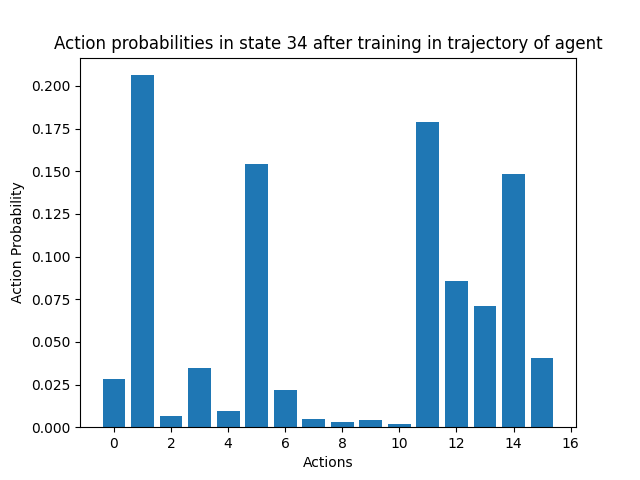 Action probabilities in state 34 after training in trajectory of agent
0.200
0.175
0.150
0.125
0.100
0.075
0.050
0.025
0.000
Action Probability
0 2 4 6 8 10 12 14 16
Actions